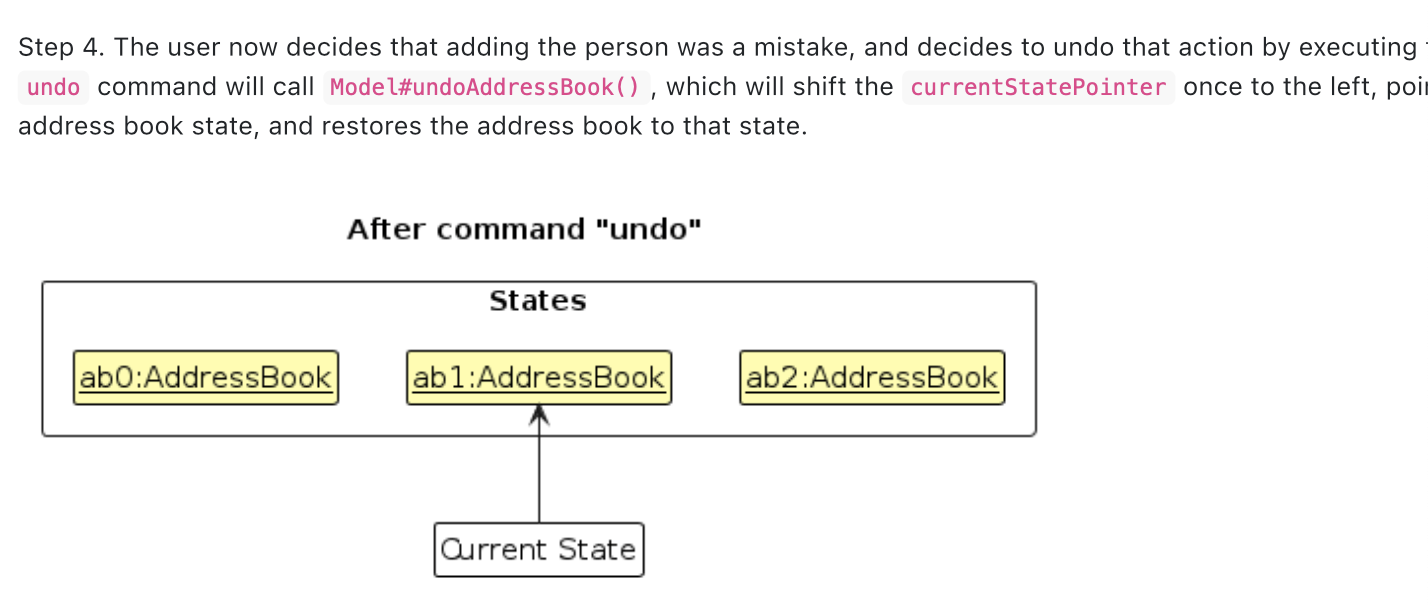 Step 4. The user now decides that adding the person was a mistake, and decides to undo that action by executing
undo command will call Model#undoAddressBook() , which will shift the currentStatePointer once to the left,
address book state, and restores the address book to that state.
After command "undo"
States
ab0:AddressBook ab1:AddressBook ab2:AddressBook
Current State